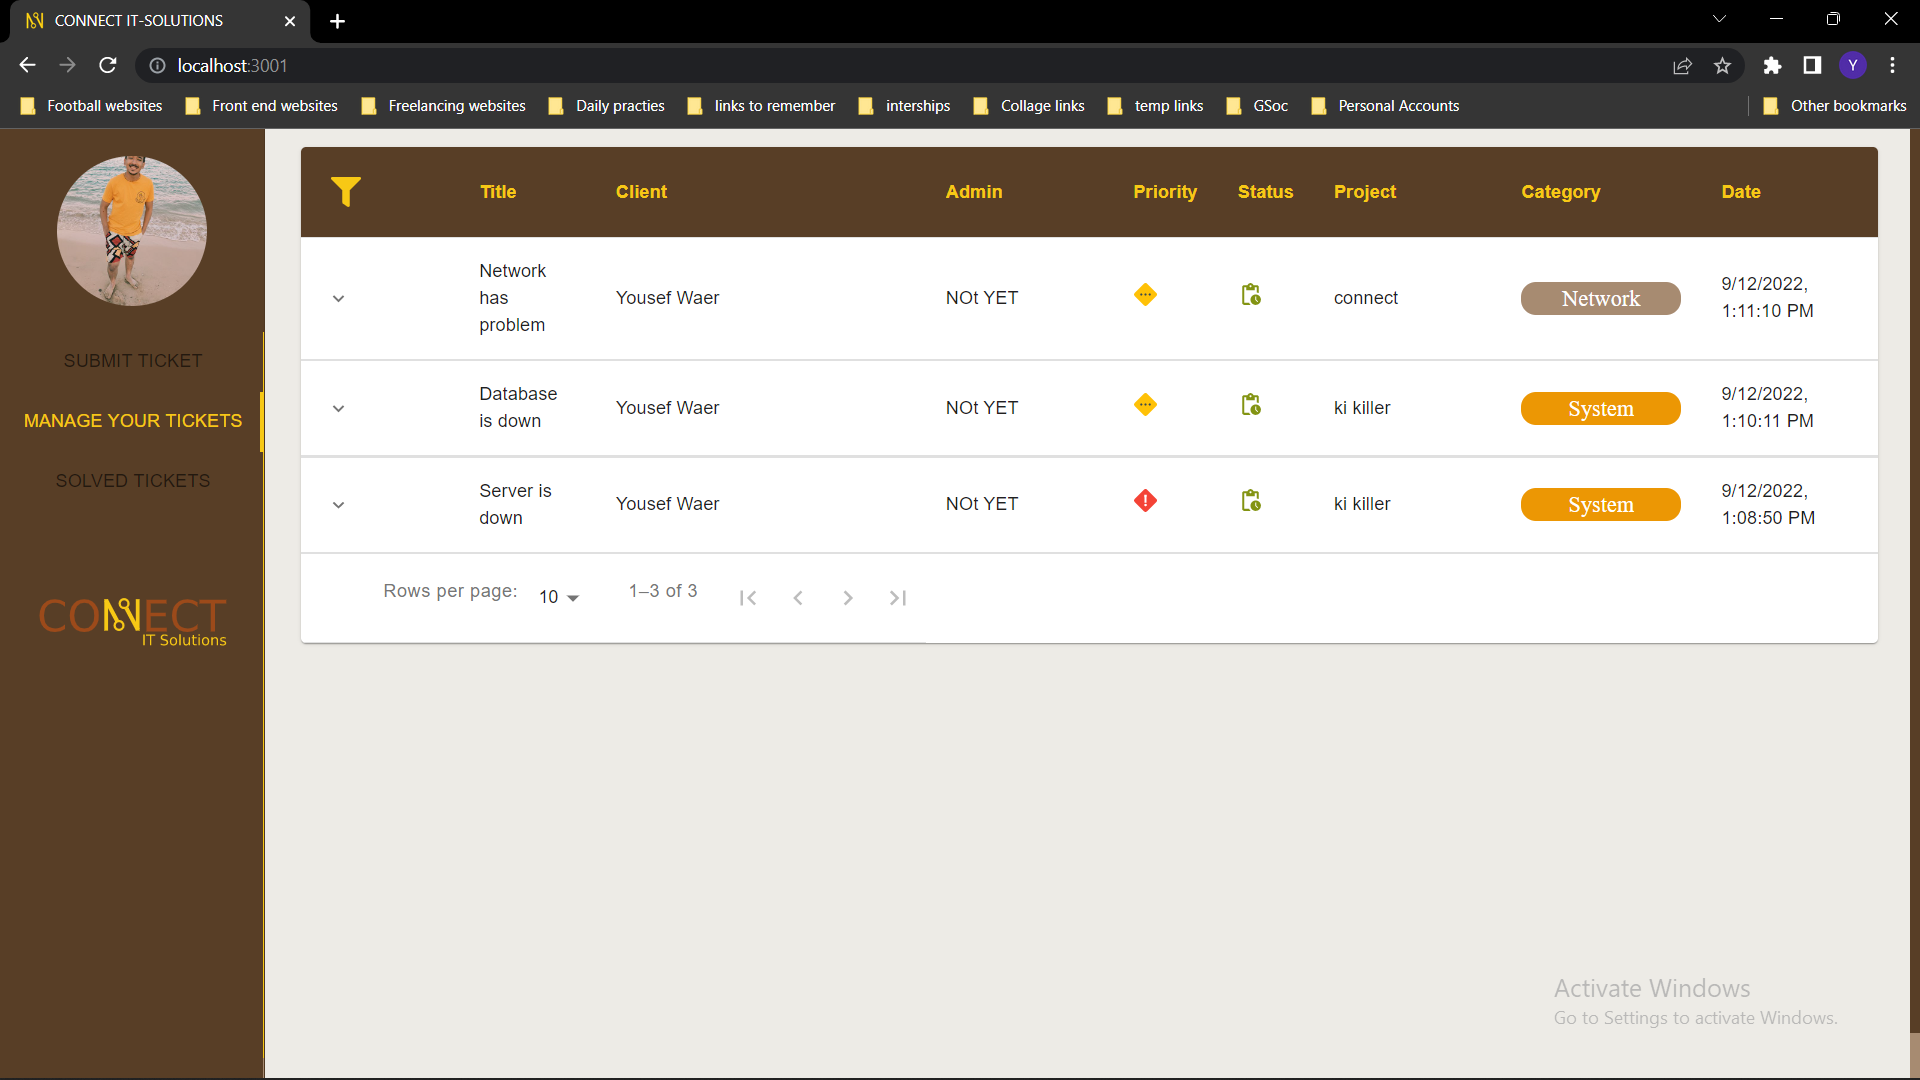 CONNECT IT-SOLUTIONS
localhost:3001
Y
Football websites
Front end websites
Freelancing websites
Daily practies
links to remember
interships
Collage links
temp links
GSoc
Personal Accounts
Other bookmarks
SUBMIT TICKET
MANAGE YOUR TICKETS
SOLVED TICKETS
CONNECT
IT Solutions
Title Client Admin Priority Status Project Category Date
Network
has
problem
Yousef Waer
NOt YET
connect
Network
9/12/2022,
1:11:10 PM
Database
is down
Yousef Waer
NOt YET
ki killer
System
9/12/2022,
1:10:11 PM
Server is
down
Yousef Waer
NOt YET
ki killer
System
9/12/2022,
1:08:50 PM
Rows per page: 10 1–3 of 3
Activate Windows
Go to Settings to activate Windows.